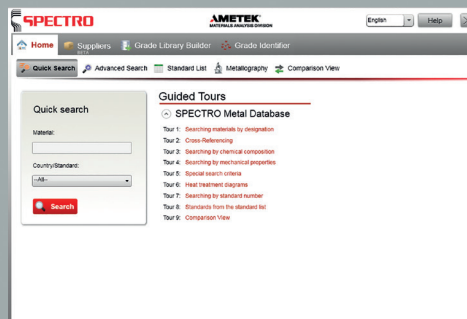 SPECTRO
AMETEK
MATERIALS ANALYSIS DIVISION
English
Help
Home
Suppliers
BETA
Grade Library Builder
Grade Identifier
Quick Search
Advanced Search
Standard List
Metallography
Comparison View
Quick search
Material:
Country/Standard:
--All--
Search
Guided Tours
SPECTRO Metal Database
Tour 1: Searching materials by designation
Tour 2: Cross-Referencing
Tour 3: Searching by chemical composition
Tour 4: Searching by mechanical properties
Tour 5: Special search criteria
Tour 6: Heat treatment diagrams
Tour 7: Searching by standard number
Tour 8: Standards from the standard list
Tour 9: Comparison View